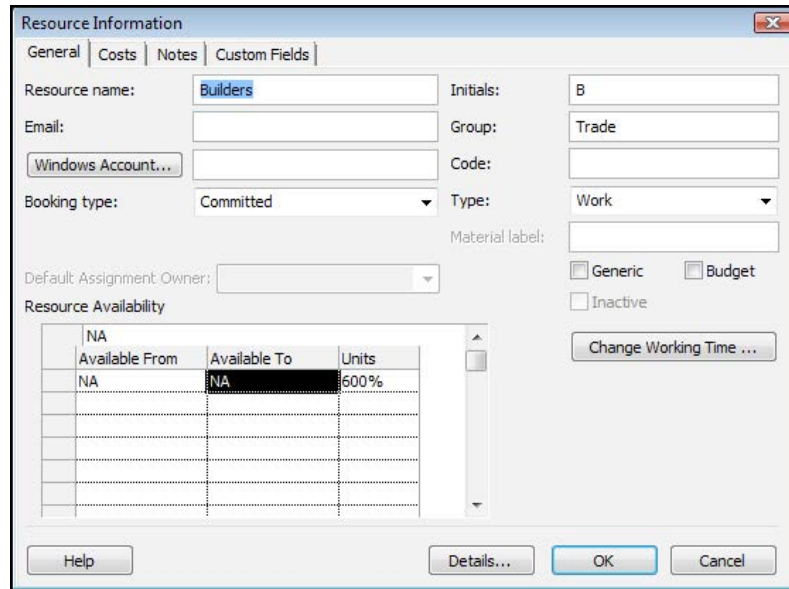 Resource Information
General Costs Notes Custom Fields
Resource name: Builders Initials: B
Email: Group: Trade
Windows Account... Code:
Booking type: Committed Type: Work
Material label:
Default Assignment Owner: Generic Budget
Resource Availability Inactive
NA Change Working Time ...
Available From Available To Units
NA NA 600%
Help Details... OK Cancel